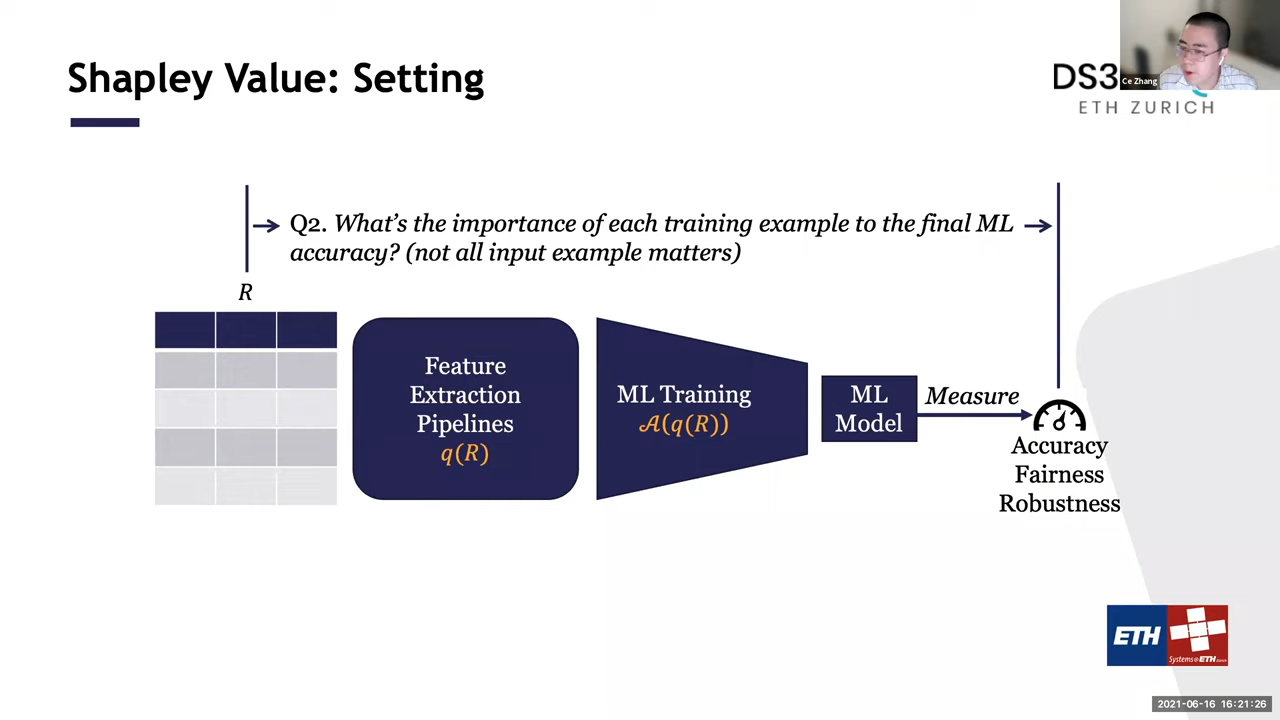 Shapley Value: Setting
DS3
ETH ZURICH
Ce Zhang
Q2. What's the importance of each training example to the final ML
accuracy? (not all input example matters)
R
Feature
Extraction
Pipelines
q(R)
ML Training
𝒜(q(R))
ML
Model
Measure
Accuracy
Fairness
Robustness
ETH
Systems@ETH Zürich
2021-06-16 16:21:26